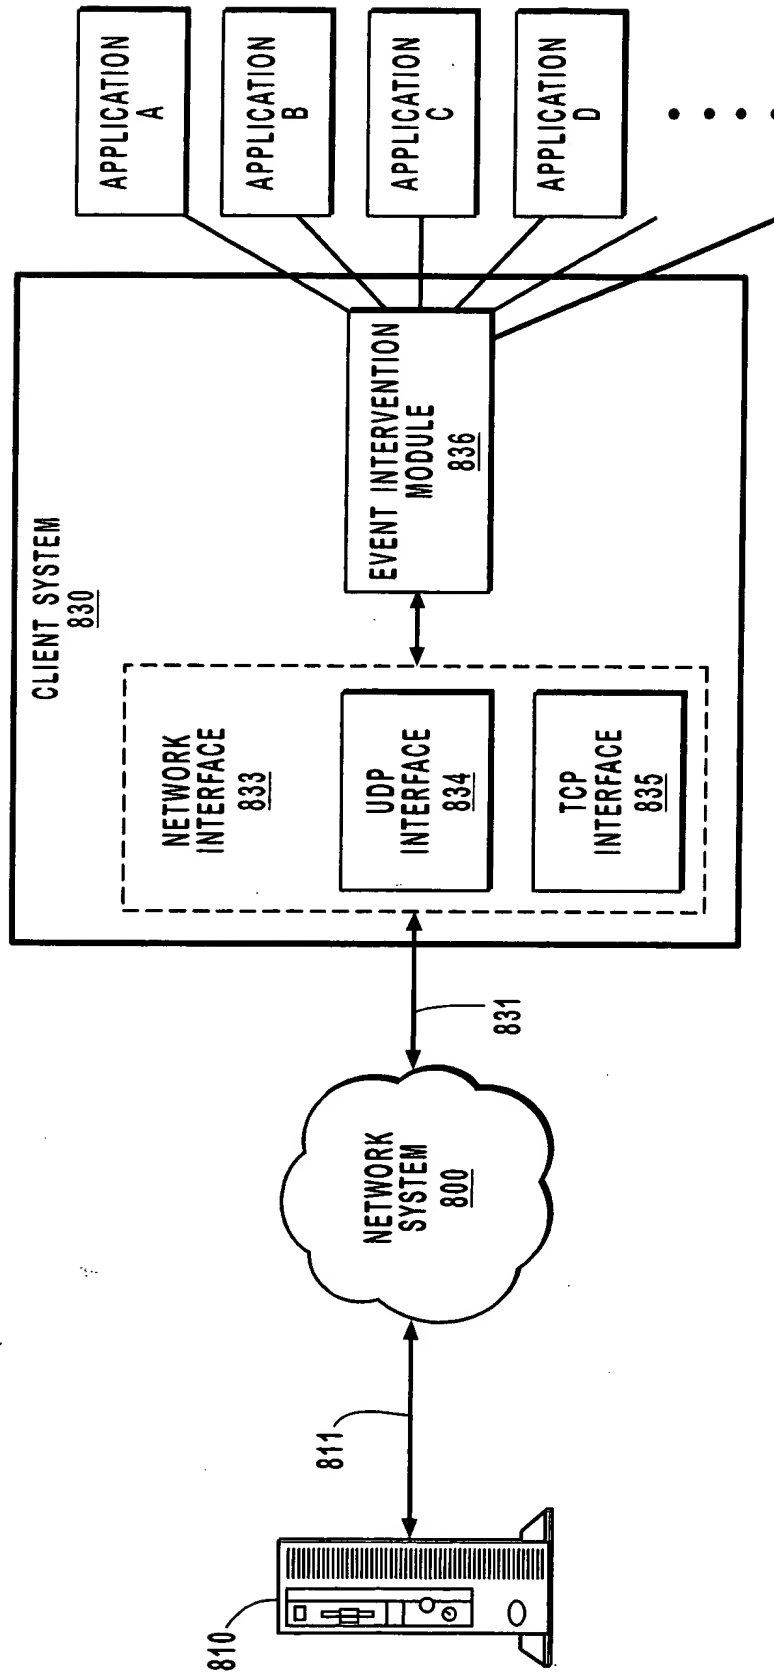 810
811
NETWORK
SYSTEM
800
831
CLIENT SYSTEM
830
NETWORK
INTERFACE
833
UDP
INTERFACE
834
TCP
INTERFACE
835
EVENT INTERVENTION
MODULE
836
APPLICATION
A
APPLICATION
B
APPLICATION
C
APPLICATION
D